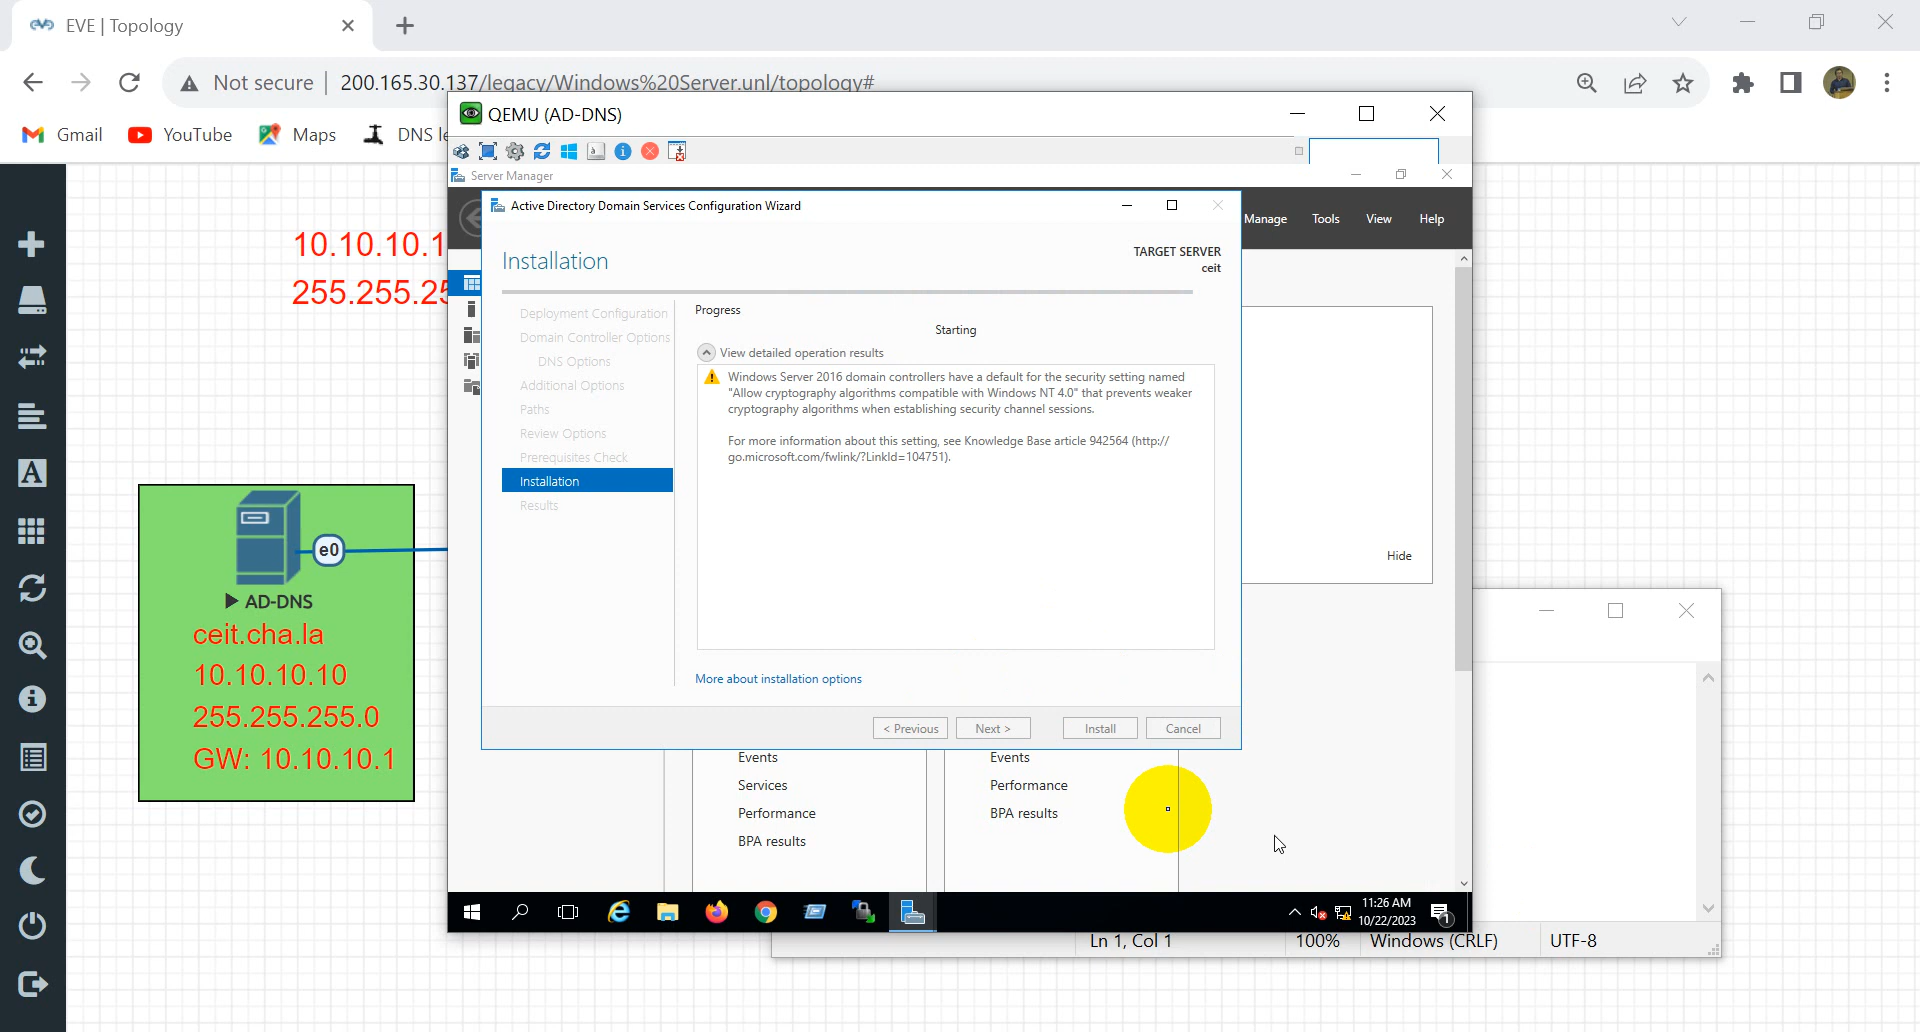 EVE | Topology
Not secure
200.165.30.137/legacy/Windows%20Server.unl/topology#
Gmail
YouTube
Maps
DNS le
QEMU (AD-DNS)
Server Manager
Manage
Tools
View
Help
Active Directory Domain Services Configuration Wizard
Installation
TARGET SERVER
ceit
Deployment Configuration
Domain Controller Options
DNS Options
Additional Options
Paths
Review Options
Prerequisites Check
Installation
Results
Progress
Starting
View detailed operation results
Windows Server 2016 domain controllers have a default for the security setting named
"Allow cryptography algorithms compatible with Windows NT 4.0" that prevents weaker
cryptography algorithms when establishing security channel sessions.
For more information about this setting, see Knowledge Base article 942564 (http://
go.microsoft.com/fwlink/?LinkId=104751).
More about installation options
< Previous
Next >
Install
Cancel
Hide
Events
Services
Performance
BPA results
Events
Performance
BPA results
11:26 AM
10/22/2023
1
10.10.10.1
255.255.25
e0
AD-DNS
ceit.cha.la
10.10.10.10
255.255.255.0
GW: 10.10.10.1
Ln 1, Col 1
100%
Windows (CRLF)
UTF-8